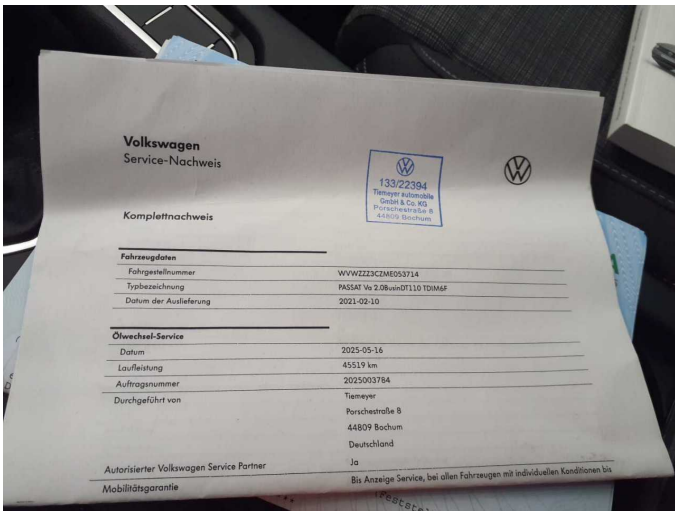 Volkswagen
Service-Nachweis
133/22394
Tiemeyer automobile
GmbH & Co. KG
Porschestraße 8
44809 Bochum
Komplettnachweis
Fahrzeugdaten
Fahrgestellnummer WVWZZZ3CZME053714
Typbezeichnung PASSAT Va 2.0BusinDT110 TDIM6F
Datum der Auslieferung 2021-02-10
Ölwechsel-Service
Datum 2025-05-16
Laufleistung 45519 km
Auftragsnummer 2025003784
Durchgeführt von Tiemeyer
Porschestraße 8
44809 Bochum
Deutschland
Autorisierter Volkswagen Service Partner Ja
Mobilitätsgarantie Bis Anzeige Service, bei allen Fahrzeugen mit individuellen Konditionen bis